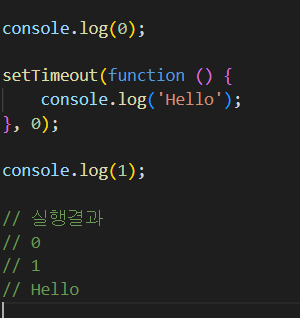 console.log(0);
setTimeout(function () {
    console.log('Hello');
}, 0);
console.log(1);
// 실행결과
// 0
// 1
// Hello